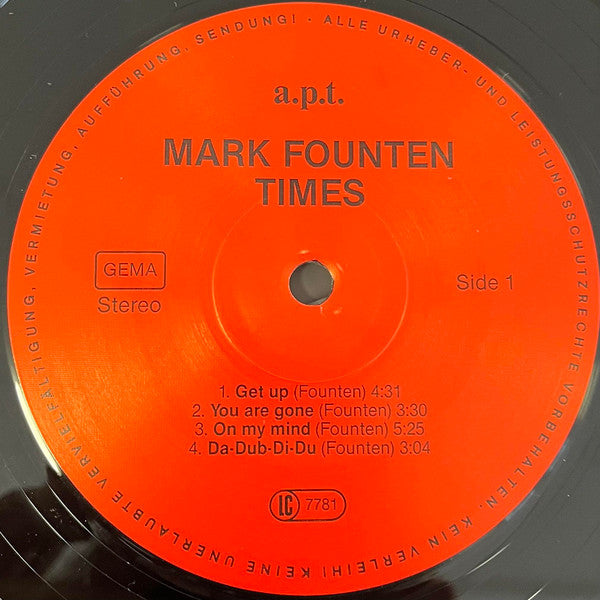 a.p.t.
MARK FOUNTEN
TIMES
GEMA
Stereo
Side 1
1. Get up (Founten) 4:31
2. You are gone (Founten) 3:30
3. On my mind (Founten) 5:25
4. Da-Dub-Di-Du (Founten) 3:04
LC 7781
ALLE URHEBER- UND LEISTUNGSSCHUTZRECHTE VORBEHALTEN. KEIN VERLEIH! KEINE UNERLAUBTE VERVIELFÄLTIGUNG, VERMIETUNG, AUFFÜHRUNG, SENDUNG! ·